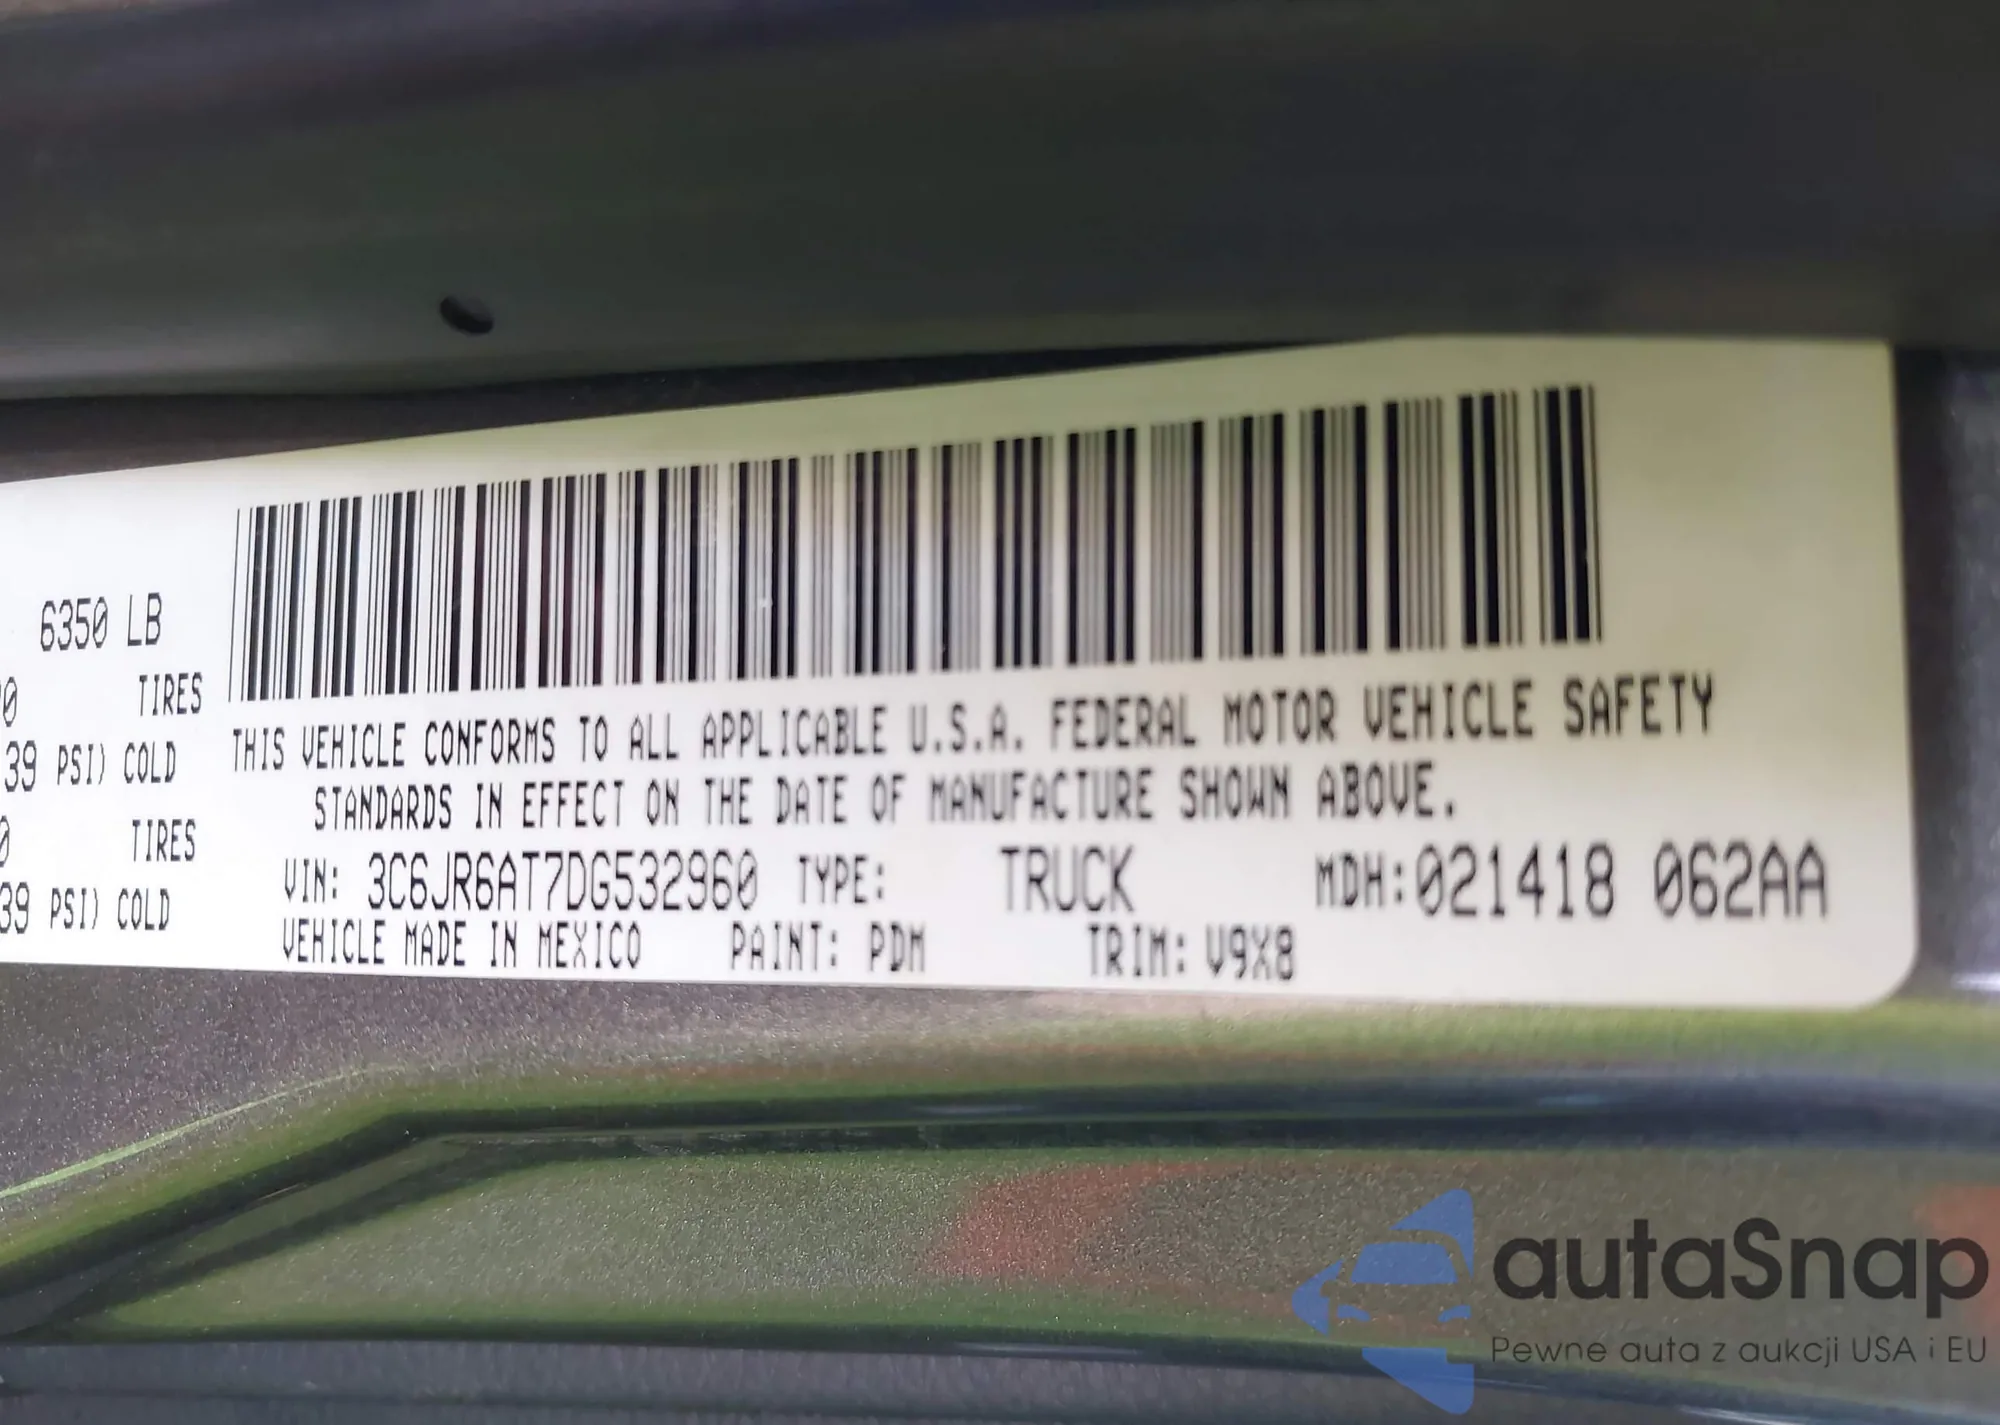 6350 LB
TIRES
39 PSI) COLD
TIRES
39 PSI) COLD
THIS VEHICLE CONFORMS TO ALL APPLICABLE U.S.A. FEDERAL MOTOR VEHICLE SAFETY
STANDARDS IN EFFECT ON THE DATE OF MANUFACTURE SHOWN ABOVE.
VIN: 3C6JR6AT7DG532960 TYPE: TRUCK MDH:021418 062AA
VEHICLE MADE IN MEXICO PAINT: PDM TRIM: V9X8
autaSnap
Pewne auta z aukcji USA i EU